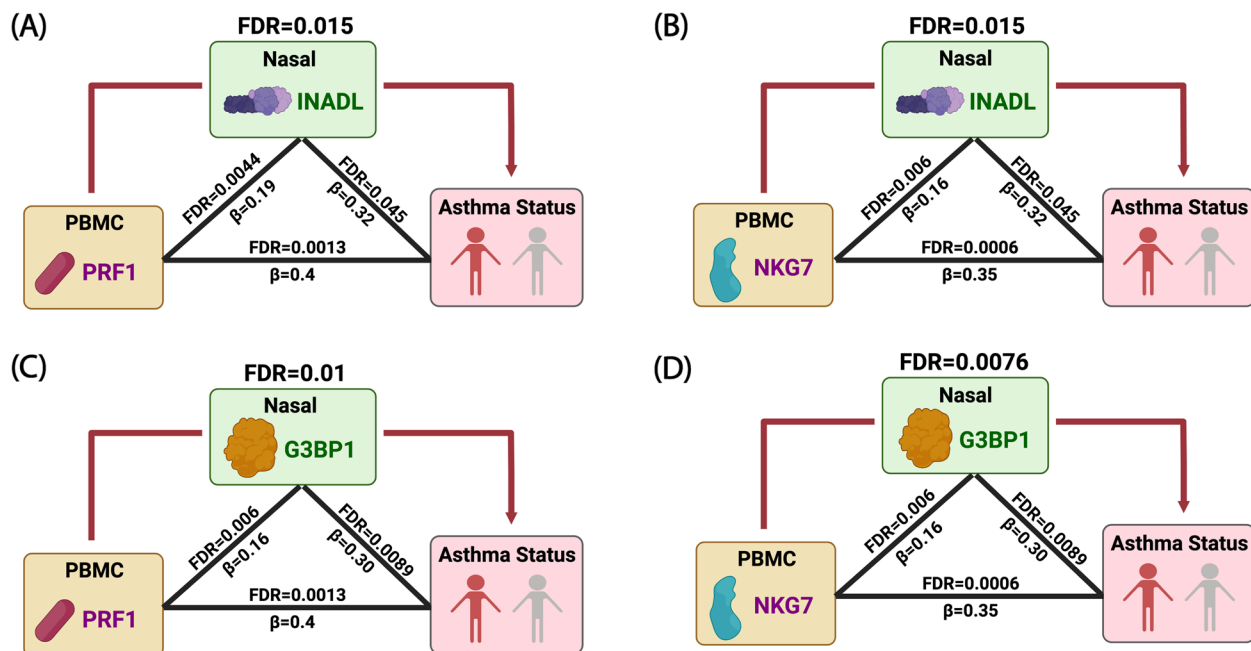 (A)
FDR=0.015
Nasal
INADL
FDR=0.0044
β=0.19
FDR=0.045
β=0.32
PBMC
PRF1
FDR=0.0013
β=0.4
Asthma Status
(B)
FDR=0.015
Nasal
INADL
FDR=0.006
β=0.16
FDR=0.045
β=0.32
PBMC
NKG7
FDR=0.0006
β=0.35
Asthma Status
(C)
FDR=0.01
Nasal
G3BP1
FDR=0.006
β=0.16
FDR=0.0089
β=0.30
PBMC
PRF1
FDR=0.0013
β=0.4
Asthma Status
(D)
FDR=0.0076
Nasal
G3BP1
FDR=0.006
β=0.16
FDR=0.0089
β=0.30
PBMC
NKG7
FDR=0.0006
β=0.35
Asthma Status